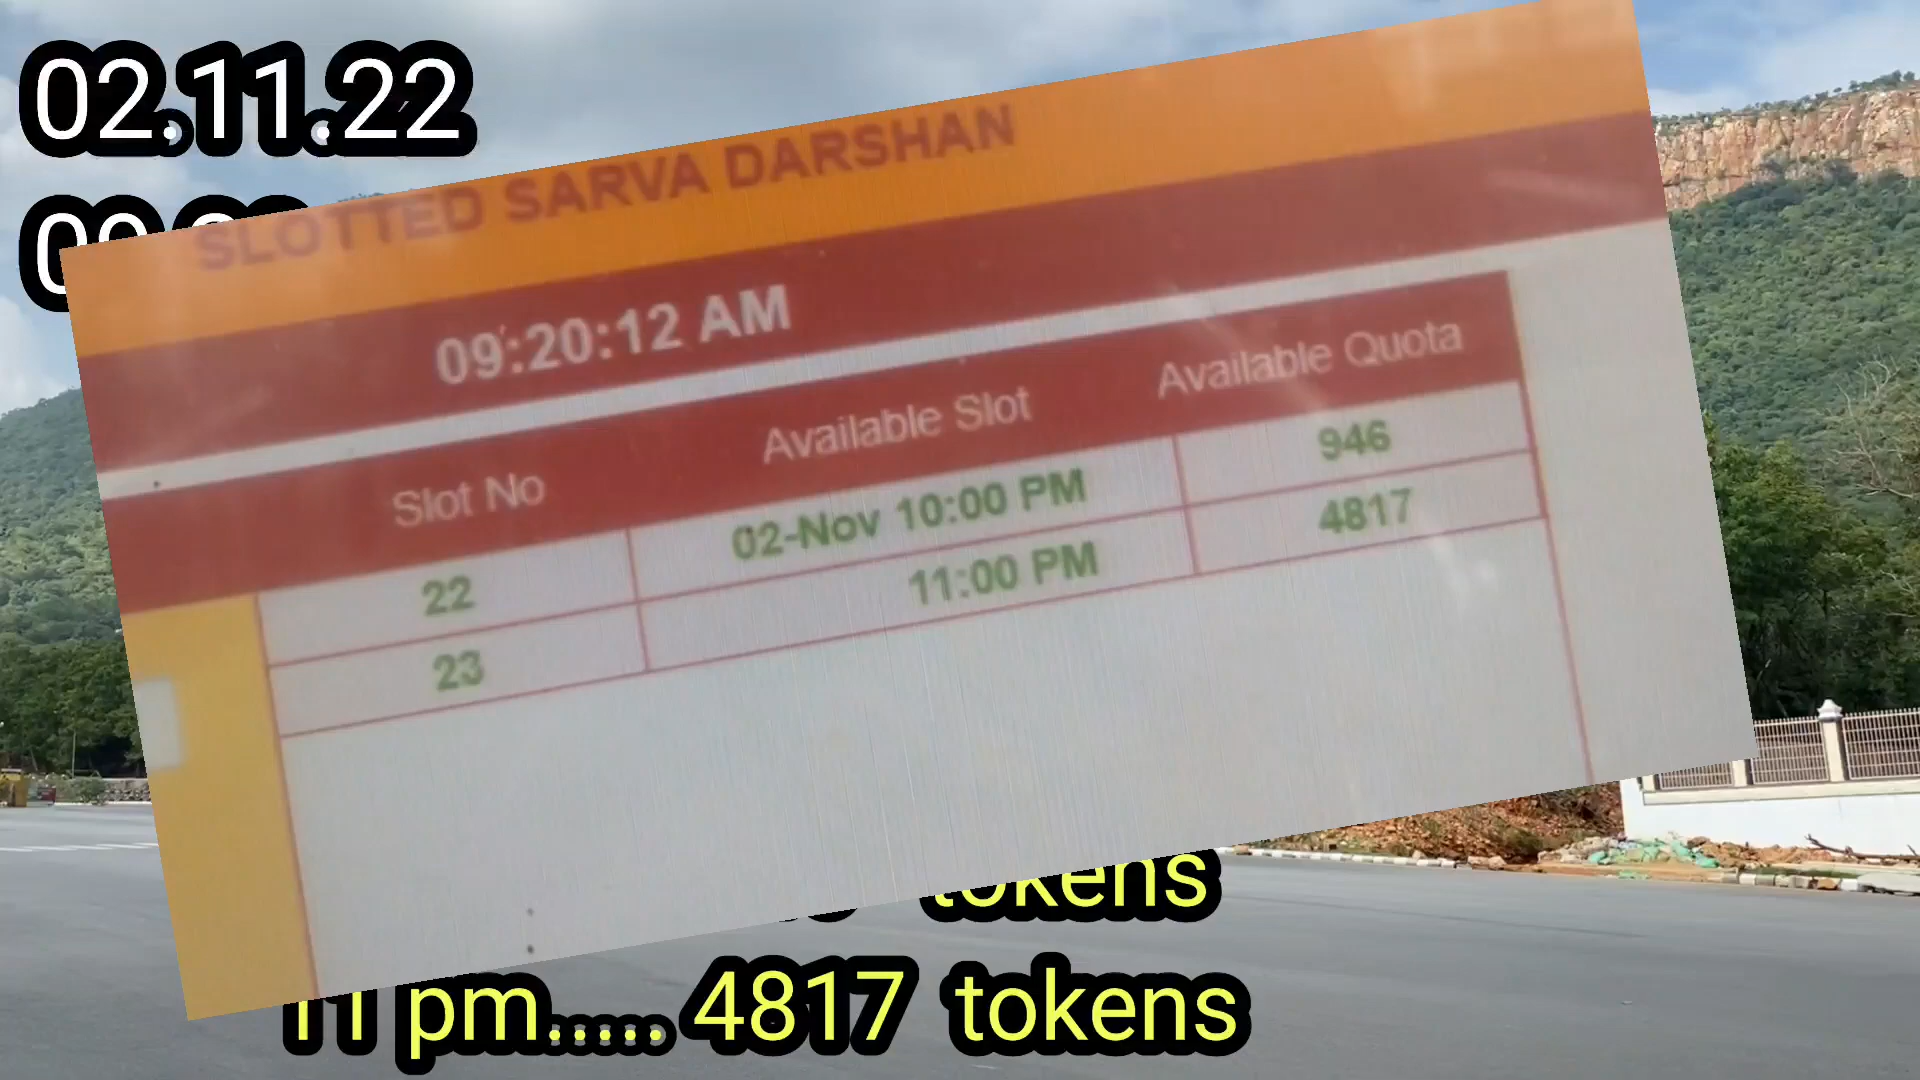 02.11.22
SLOTTED SARVA DARSHAN
09:20:12 AM
Slot No Available Slot Available Quota
22 02-Nov 10:00 PM 946
23 11:00 PM 4817
tokens
11 pm..... 4817 tokens